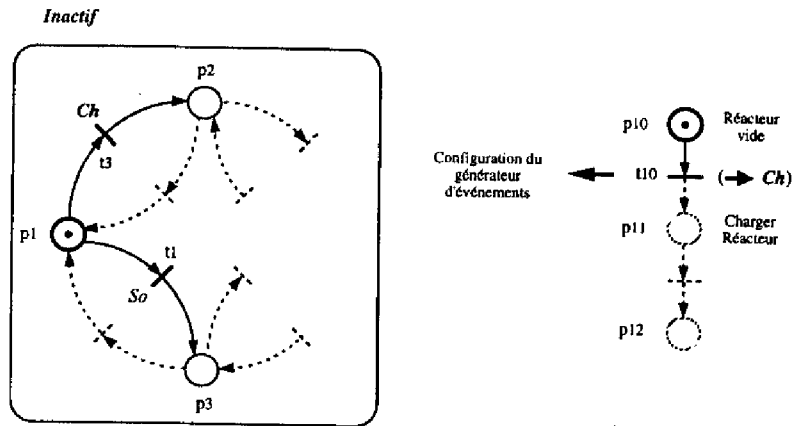 Inactif
p2
Ch
t3
p1
t1
So
p3
Configuration du
générateur
d'événements
p10
Réacteur
vide
t10
( → Ch)
p11
Charger
Réacteur
p12